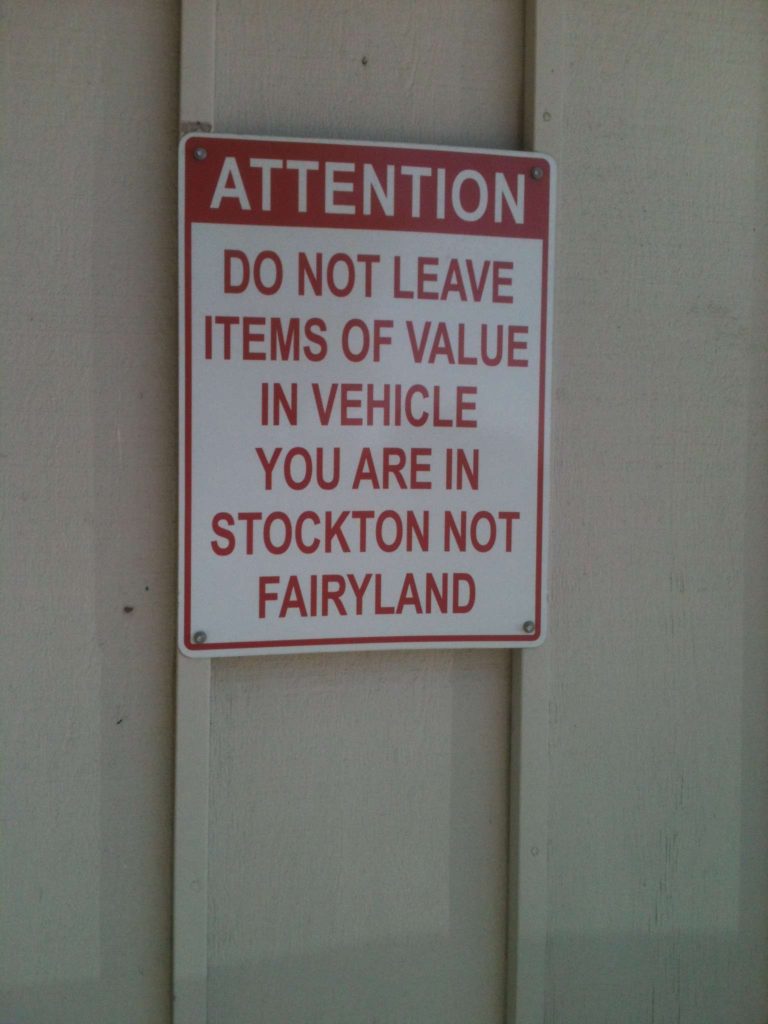 ATTENTION
DO NOT LEAVE
ITEMS OF VALUE
IN VEHICLE
YOU ARE IN
STOCKTON NOT
FAIRYLAND